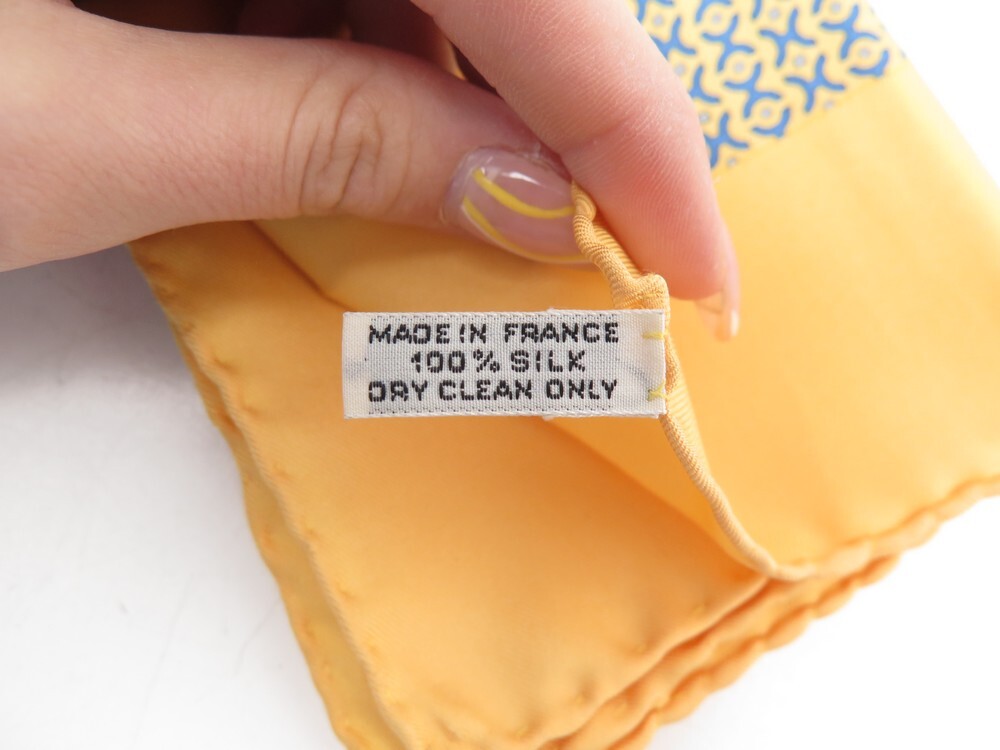 MADE IN FRANCE
100% SILK
DRY CLEAN ONLY